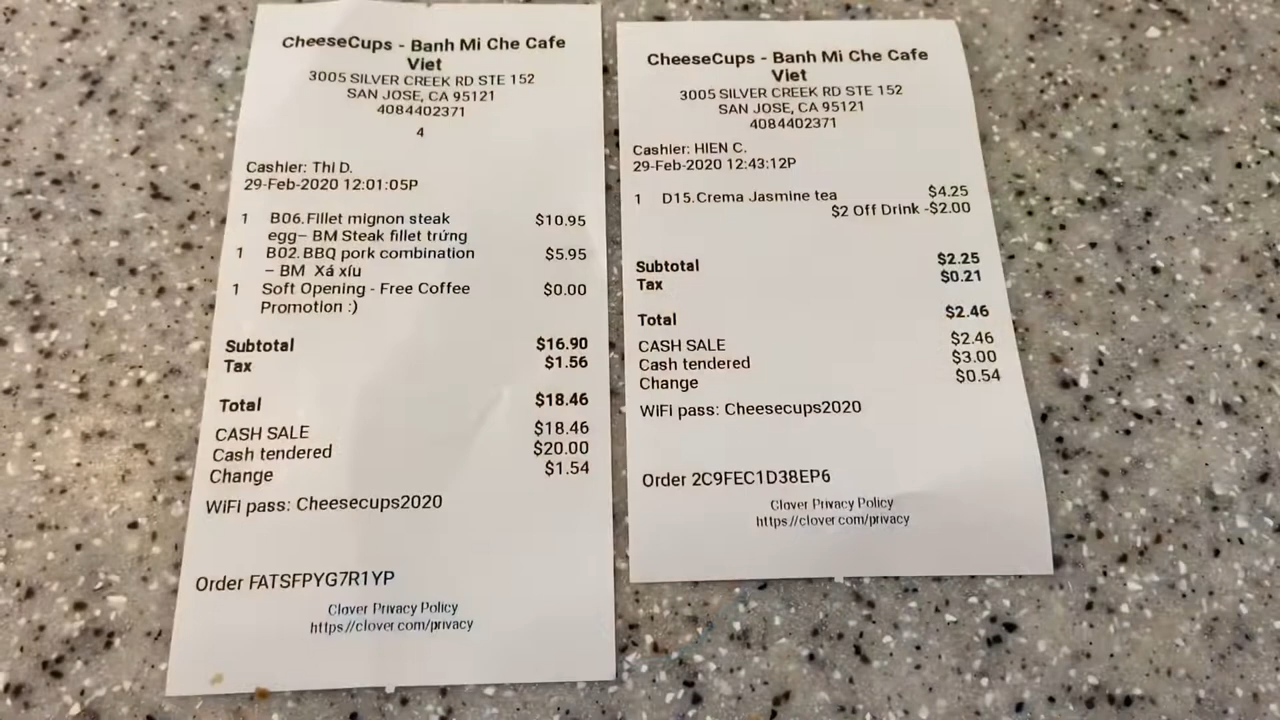 CheeseCups - Banh Mi Che Cafe
Viet
3005 SILVER CREEK RD STE 152
SAN JOSE, CA 95121
4084402371
4
Cashier: Thi D.
29-Feb-2020 12:01:05P
1 B06.Fillet mignon steak $10.95
egg– BM Steak fillet trứng
1 B02.BBQ pork combination $5.95
– BM Xá xíu
1 Soft Opening - Free Coffee $0.00
Promotion :)
Subtotal $16.90
Tax $1.56
Total $18.46
CASH SALE $18.46
Cash tendered $20.00
Change $1.54
WiFi pass: Cheesecups2020
Order FATSFPYG7R1YP
Clover Privacy Policy
https://clover.com/privacy
CheeseCups - Banh Mi Che Cafe
Viet
3005 SILVER CREEK RD STE 152
SAN JOSE, CA 95121
4084402371
Cashier: HIEN C.
29-Feb-2020 12:43:12P
1 D15.Crema Jasmine tea $4.25
$2 Off Drink -$2.00
Subtotal $2.25
Tax $0.21
Total $2.46
CASH SALE $2.46
Cash tendered $3.00
Change $0.54
WiFi pass: Cheesecups2020
Order 2C9FEC1D38EP6
Clover Privacy Policy
https://clover.com/privacy